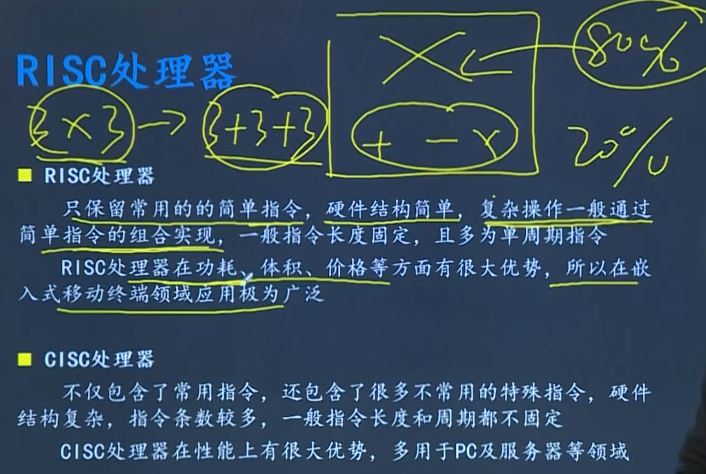 RISC处理器
80%
3×3→3+3+3
+ - ×
20%
RISC处理器
只保留常用的的简单指令，硬件结构简单，复杂操作一般通过
简单指令的组合实现，一般指令长度固定，且多为单周期指令
RISC处理器在功耗、体积、价格等方面有很大优势，所以在嵌
入式移动终端领域应用极为广泛
CISC处理器
不仅包含了常用指令，还包含了很多不常用的特殊指令，硬件
结构复杂，指令条数较多，一般指令长度和周期都不固定
CISC处理器在性能上有很大优势，多用于PC及服务器等领域